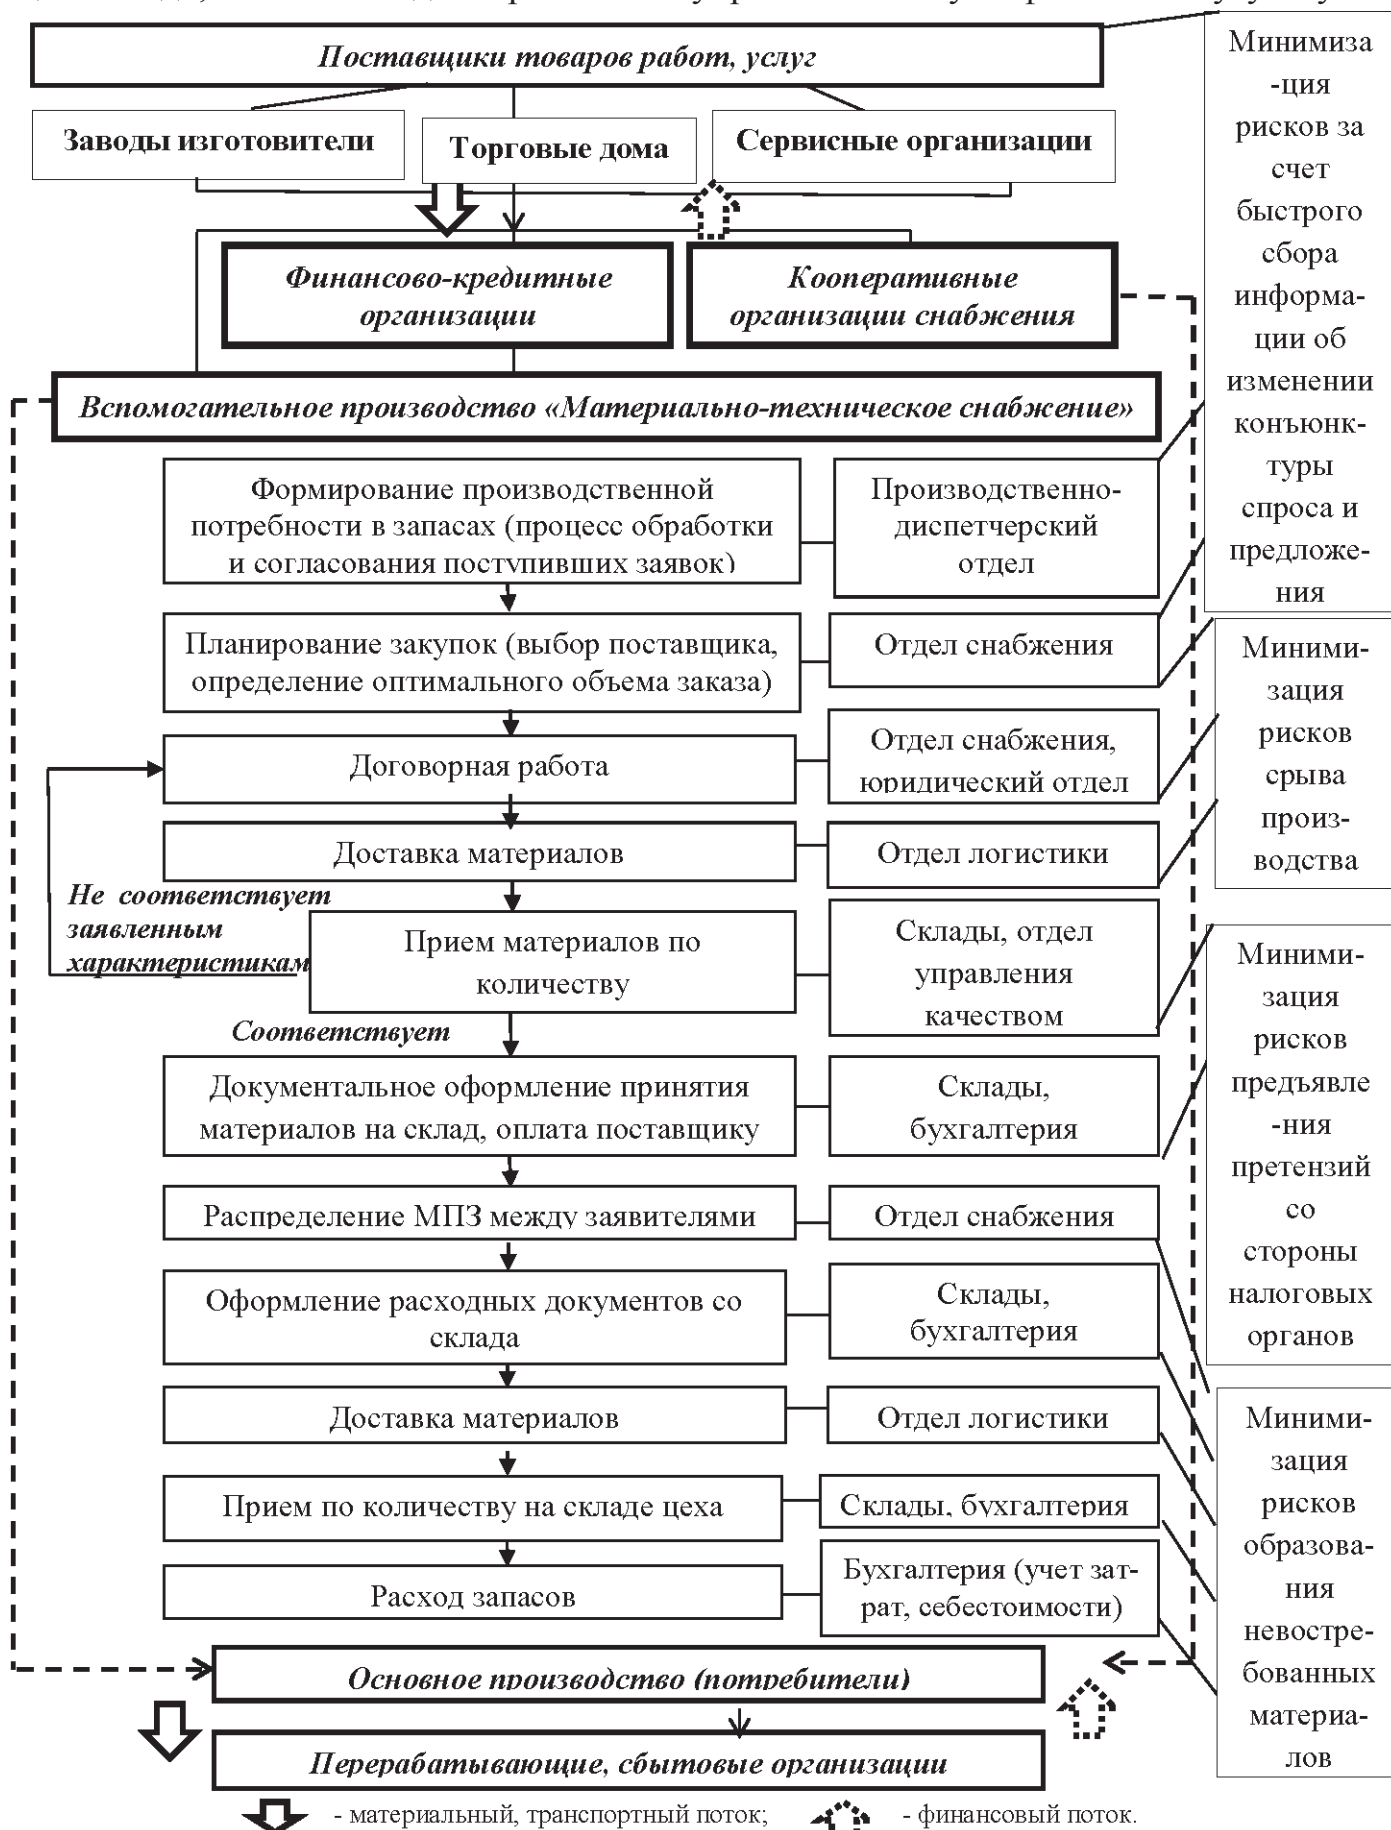 Поставщики товаров работ, услуг
Заводы изготовители
Торговые дома
Сервисные организации
Финансово-кредитные
организации
Кооперативные
организации снабжения
Вспомогательное производство «Материально-техническое снабжение»
Формирование производственной
потребности в запасах (процесс обработки
и согласования поступивших заявок)
Производственно-
диспетчерский
отдел
Планирование закупок (выбор поставщика,
определение оптимального объема заказа)
Отдел снабжения
Договорная работа
Отдел снабжения,
юридический отдел
Доставка материалов
Отдел логистики
Не соответствует
заявленным
характеристикам
Прием материалов по
количеству
Склады, отдел
управления
качеством
Соответствует
Документальное оформление принятия
материалов на склад, оплата поставщику
Склады,
бухгалтерия
Распределение МПЗ между заявителями
Отдел снабжения
Оформление расходных документов со
склада
Склады,
бухгалтерия
Доставка материалов
Отдел логистики
Прием по количеству на складе цеха
Склады, бухгалтерия
Расход запасов
Бухгалтерия (учет зат-
рат, себестоимости)
Основное производство (потребители)
Перерабатывающие, сбытовые организации
- материальный, транспортный поток;
- финансовый поток.
Минимиза
-ция
рисков за
счет
быстрого
сбора
информа-
ции об
изменении
конъюнк-
туры
спроса и
предложе-
ния
Миними-
зация
рисков
срыва
произ-
водства
Миними-
зация
рисков
предъявле
-ния
претензий
со
стороны
налоговых
органов
Миними-
зация
рисков
образова-
ния
невостре-
бованных
материа-
лов